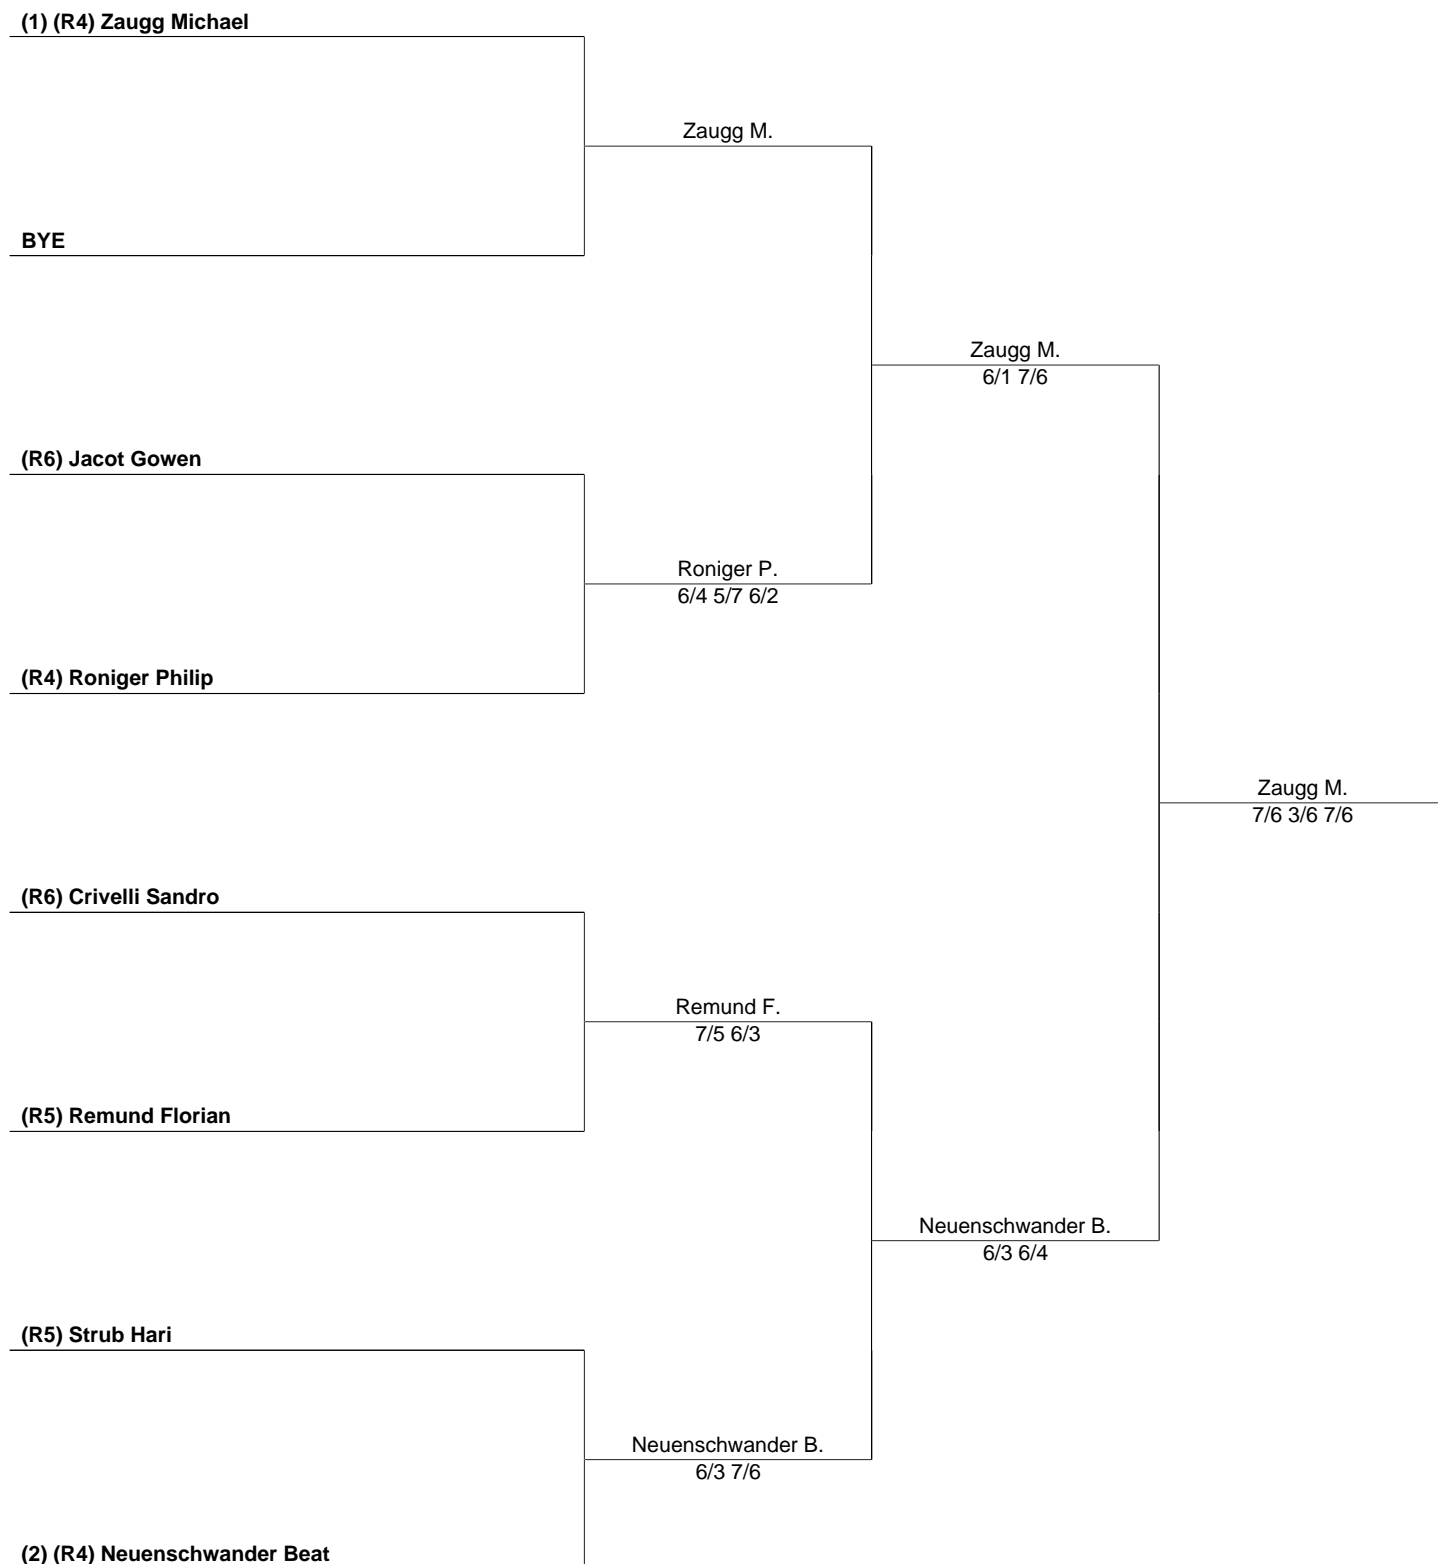 (1) (R4) Zaugg Michael
Zaugg M.
BYE
Zaugg M.
6/1 7/6
(R6) Jacot Gowen
Roniger P.
6/4 5/7 6/2
(R4) Roniger Philip
Zaugg M.
7/6 3/6 7/6
(R6) Crivelli Sandro
Remund F.
7/5 6/3
(R5) Remund Florian
Neuenschwander B.
6/3 6/4
(R5) Strub Hari
Neuenschwander B.
6/3 7/6
(2) (R4) Neuenschwander Beat